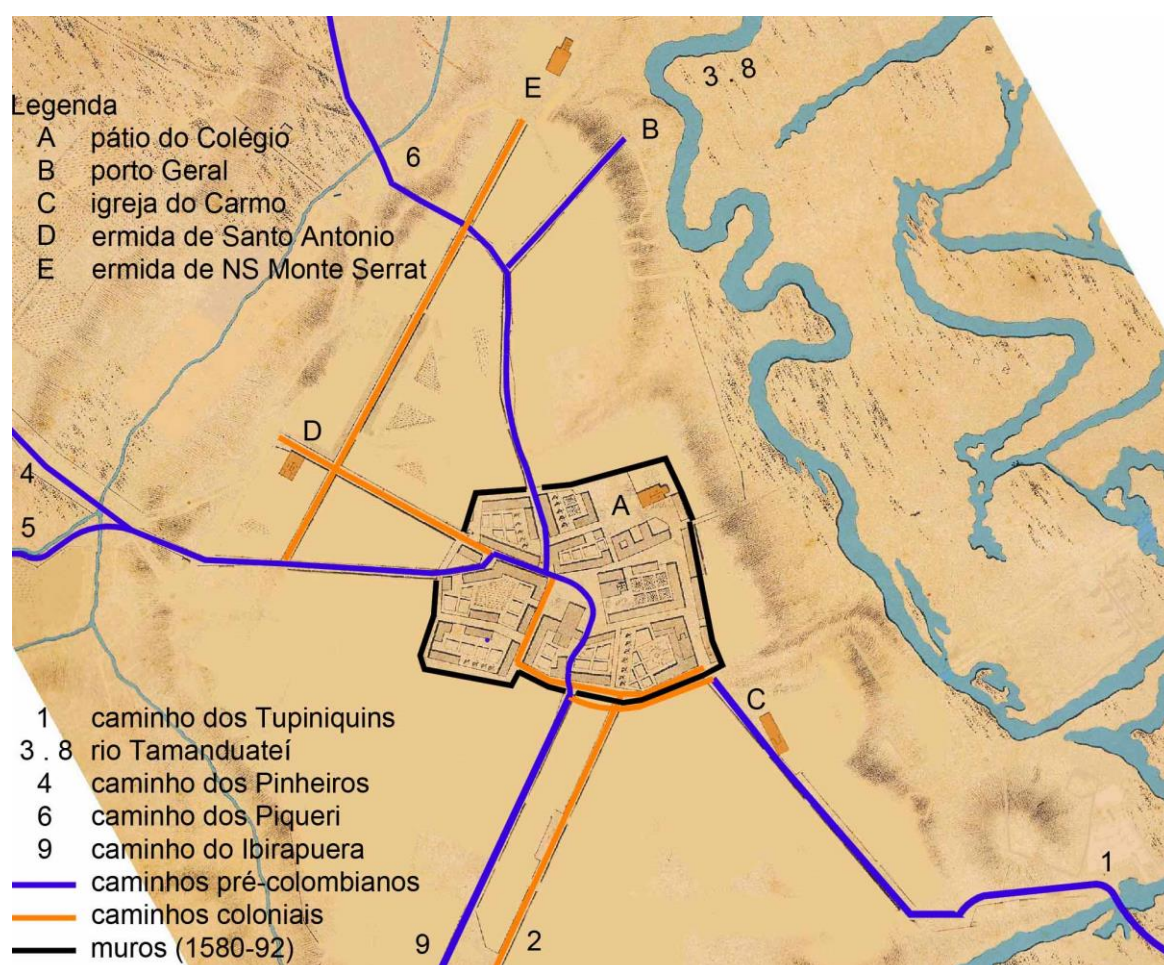 3 . 8
E
Legenda
A pátio do Colégio
B porto Geral
C igreja do Carmo
D ermida de Santo Antonio
E ermida de NS Monte Serrat
6
B
D
4
5
A
C
1 caminho dos Tupiniquins
3 . 8 rio Tamanduateí
4 caminho dos Pinheiros
6 caminho dos Piqueri
9 caminho do Ibirapuera
caminhos pré-colombianos
caminhos coloniais
muros (1580-92)
1
9
2